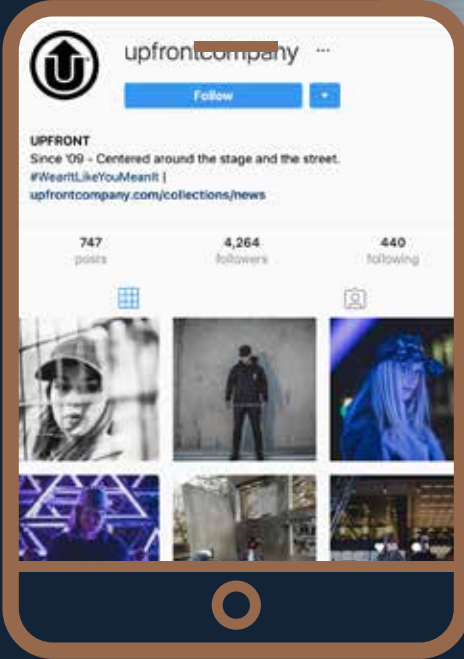 upfrontcompany ...
Follow
UPFRONT
Since '09 - Centered around the stage and the street.
#WearItLikeYouMeanIt |
upfrontcompany.com/collections/news
747 4,264 440
posts followers following